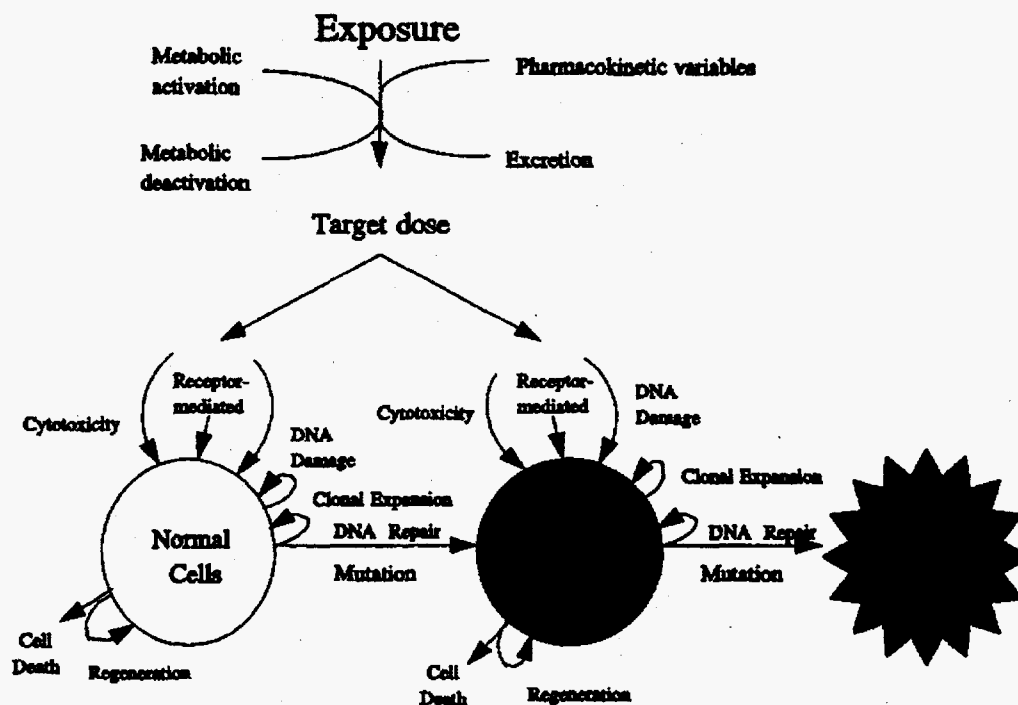 Exposure
Metabolic
activation
Pharmacokinetic variables
Metabolic
deactivation
Excretion
Target dose
Receptor-
mediated
Cytotoxicity
DNA
Damage
Clonal Expansion
DNA Repair
Mutation
Normal
Cells
Cell
Death
Regeneration
Receptor-
mediated
Cytotoxicity
DNA
Damage
Clonal Expansion
DNA Repair
Mutation
Cell
Death
Regeneration